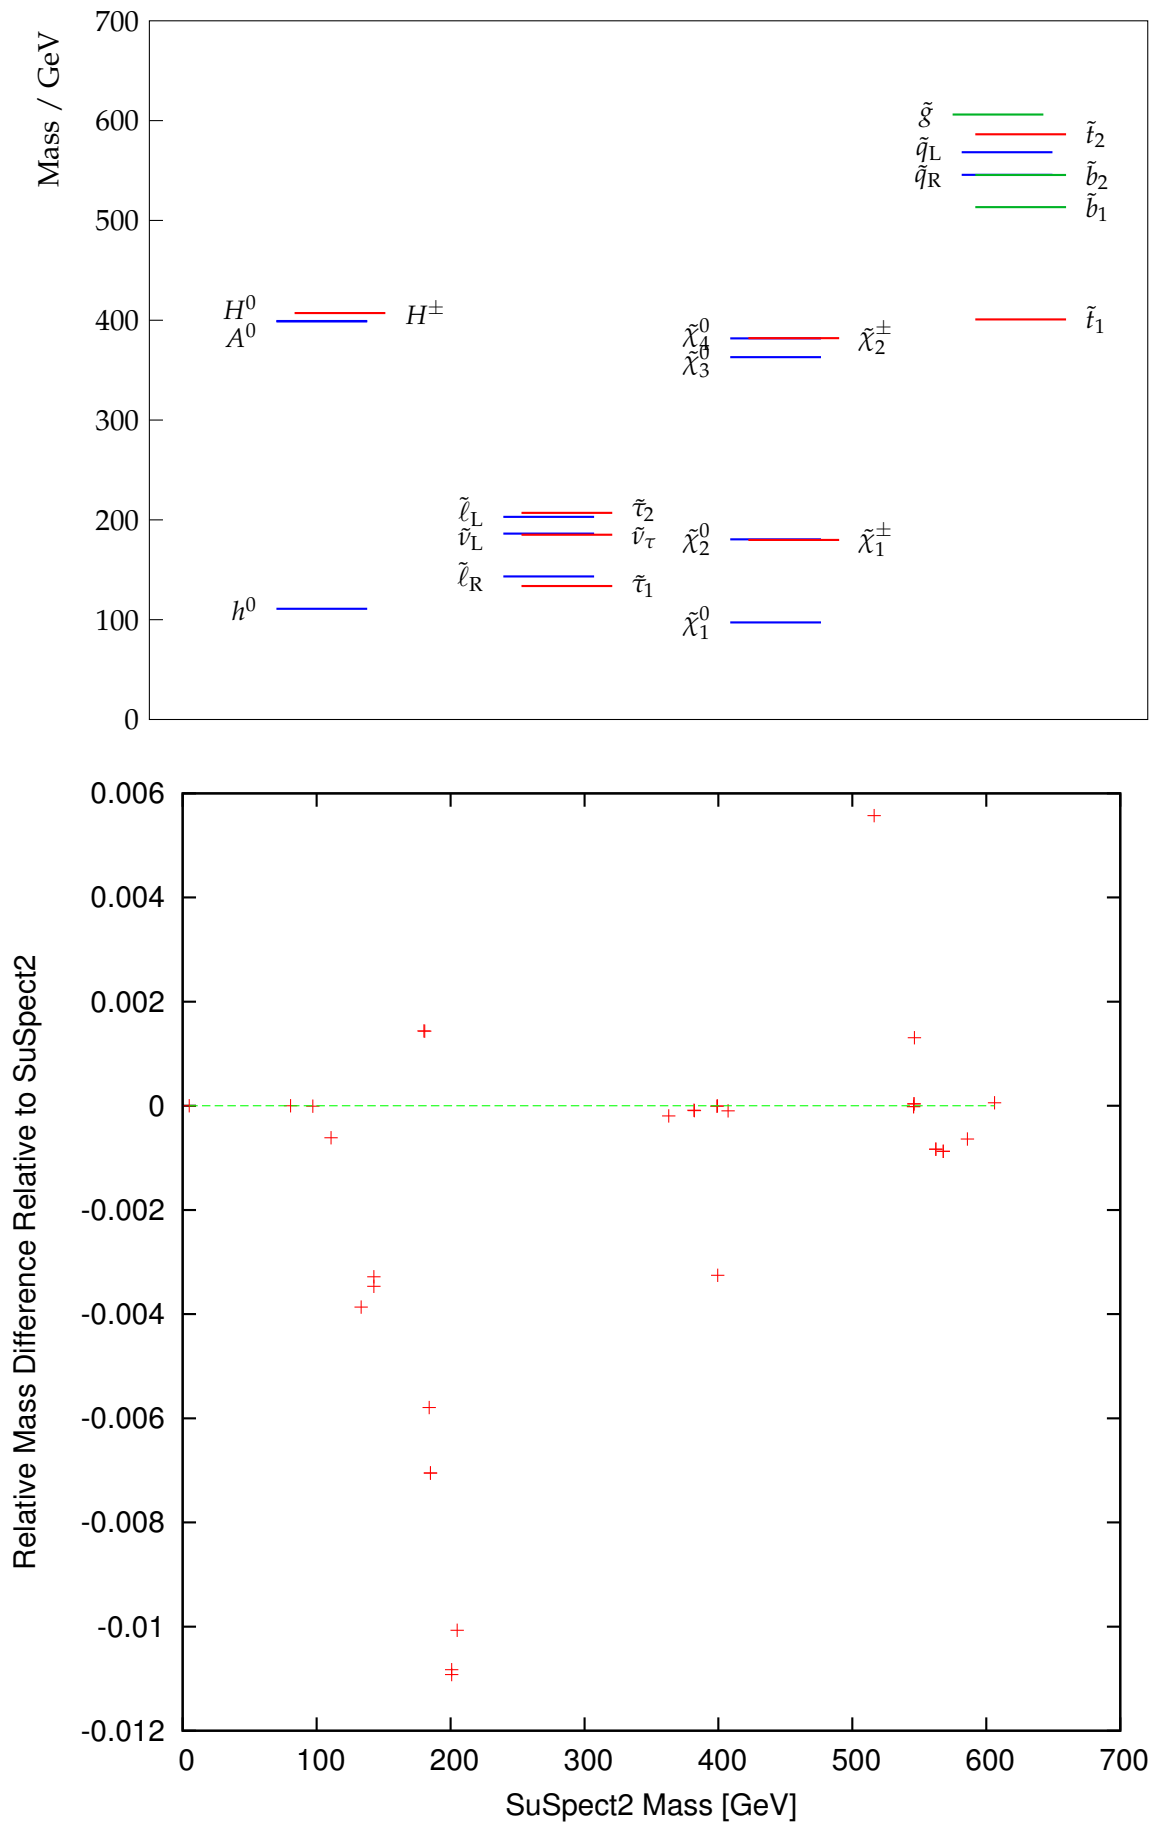 700
Mass / GeV
600
500
400
300
200
100
0
g̃
t̃₂
q̃L
q̃R
b̃₂
b̃₁
H⁰
H±
A⁰
t̃₁
χ̃⁰₄
χ̃±₂
χ̃⁰₃
ℓ̃L
τ̃₂
ν̃L
ν̃τ
χ̃⁰₂
χ̃±₁
ℓ̃R
τ̃₁
h⁰
χ̃⁰₁
0.006
0.004
0.002
0
-0.002
-0.004
-0.006
-0.008
-0.01
-0.012
Relative Mass Difference Relative to SuSpect2
0 100 200 300 400 500 600 700
SuSpect2 Mass [GeV]